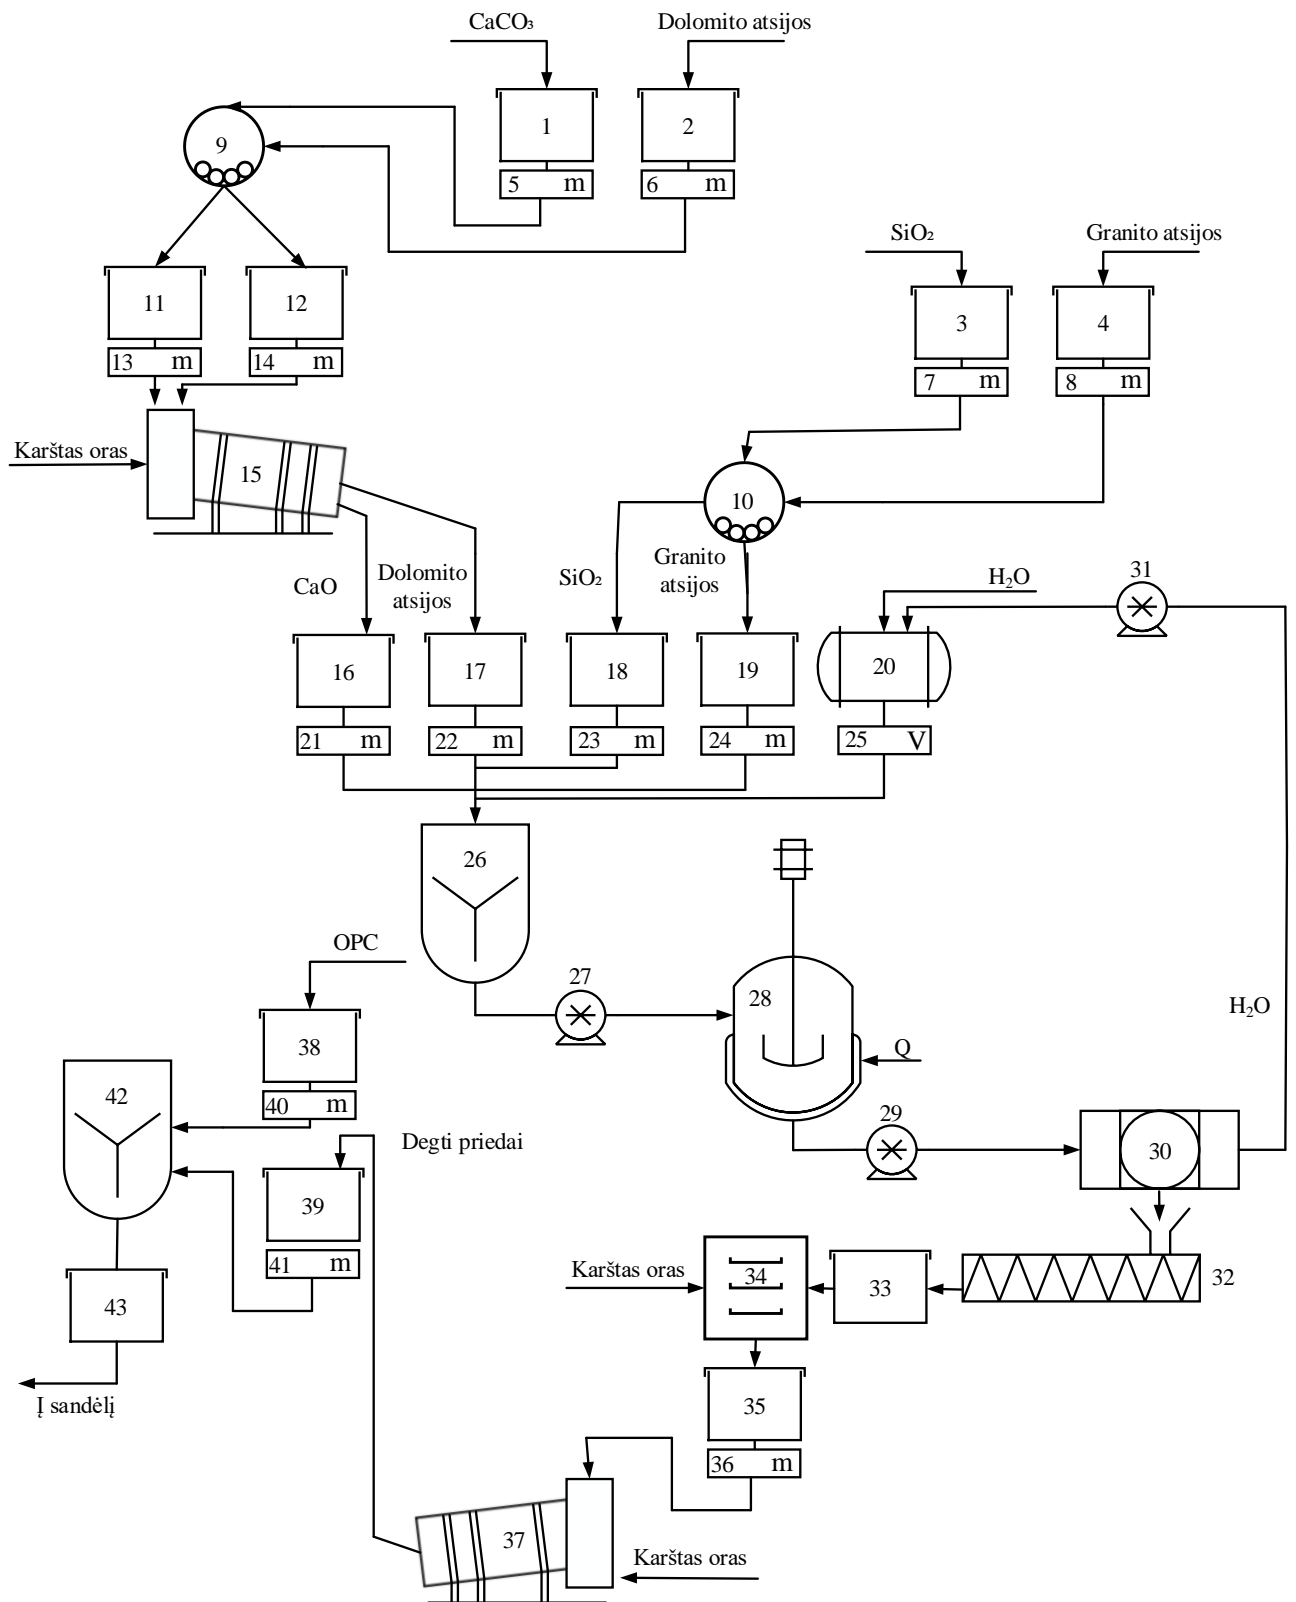 CaCO₃
Dolomito atsijos
1
2
9
5 m
6 m
SiO₂
Granito atsijos
11
12
3
4
13 m
14 m
7 m
8 m
Karštas oras
15
10
CaO
Dolomito
atsijos
SiO₂
Granito
atsijos
H₂O
31
16
17
18
19
20
21 m
22 m
23 m
24 m
25 V
26
OPC
27
28
H₂O
38
Q
40 m
42
29
Degti priedai
30
39
41 m
43
Karštas oras
34
33
32
Į sandėlį
35
36 m
37
Karštas oras